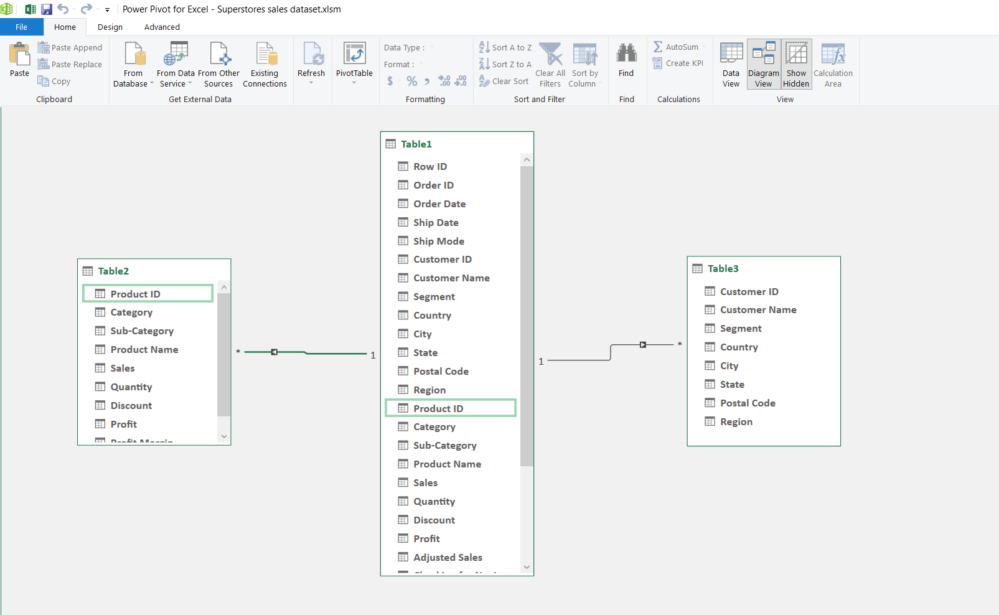 Power Pivot for Excel - Superstores sales dataset.xlsm
File Home Design Advanced
Paste
Paste Append
Paste Replace
Copy
Clipboard
From Database
From Data Service
From Other Sources
Existing Connections
Get External Data
Refresh
PivotTable
Data Type :
Format :
$ % ,
Formatting
Sort A to Z
Sort Z to A
Clear Sort
Clear All Filters
Sort by Column
Sort and Filter
Find
Find
AutoSum
Create KPI
Calculations
Data View
Diagram View
Show Hidden
Calculation Area
View
Table2
Product ID
Category
Sub-Category
Product Name
Sales
Quantity
Discount
Profit
Profit Margin
* 1
Table1
Row ID
Order ID
Order Date
Ship Date
Ship Mode
Customer ID
Customer Name
Segment
Country
City
State
Postal Code
Region
Product ID
Category
Sub-Category
Product Name
Sales
Quantity
Discount
Profit
Adjusted Sales
1 *
Table3
Customer ID
Customer Name
Segment
Country
City
State
Postal Code
Region